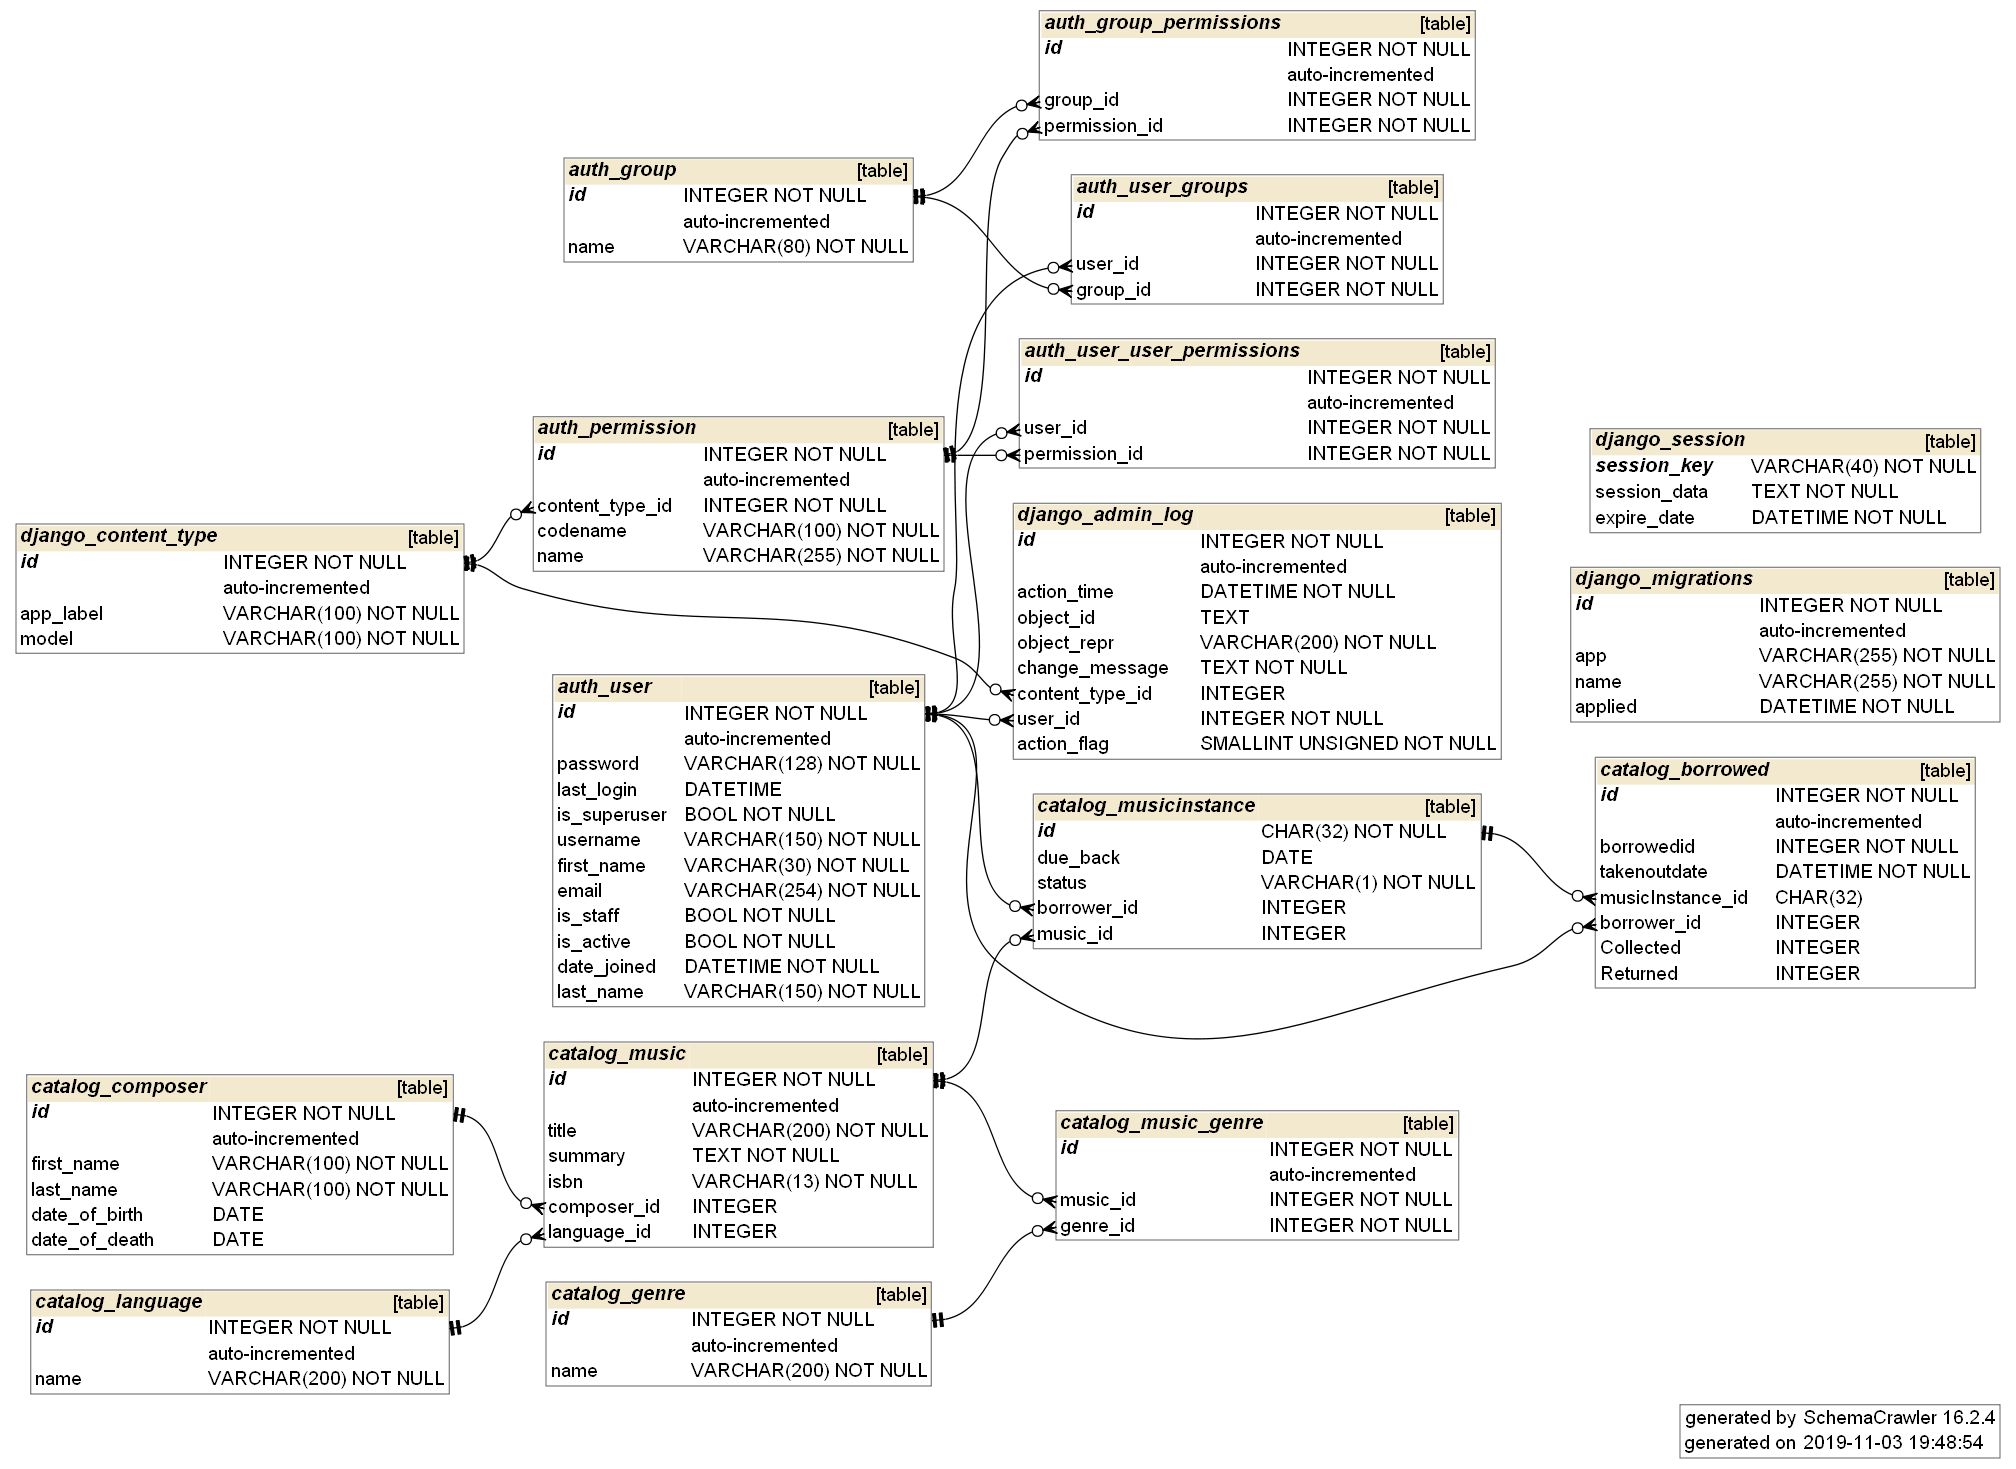 auth_group_permissions [table]
id INTEGER NOT NULL
auto-incremented
group_id INTEGER NOT NULL
permission_id INTEGER NOT NULL
auth_group [table]
id INTEGER NOT NULL
auto-incremented
name VARCHAR(80) NOT NULL
auth_user_groups [table]
id INTEGER NOT NULL
auto-incremented
user_id INTEGER NOT NULL
group_id INTEGER NOT NULL
auth_user_user_permissions [table]
id INTEGER NOT NULL
auto-incremented
user_id INTEGER NOT NULL
permission_id INTEGER NOT NULL
auth_permission [table]
id INTEGER NOT NULL
auto-incremented
content_type_id INTEGER NOT NULL
codename VARCHAR(100) NOT NULL
name VARCHAR(255) NOT NULL
django_session [table]
session_key VARCHAR(40) NOT NULL
session_data TEXT NOT NULL
expire_date DATETIME NOT NULL
django_content_type [table]
id INTEGER NOT NULL
auto-incremented
app_label VARCHAR(100) NOT NULL
model VARCHAR(100) NOT NULL
django_admin_log [table]
id INTEGER NOT NULL
auto-incremented
action_time DATETIME NOT NULL
object_id TEXT
object_repr VARCHAR(200) NOT NULL
change_message TEXT NOT NULL
content_type_id INTEGER
user_id INTEGER NOT NULL
action_flag SMALLINT UNSIGNED NOT NULL
django_migrations [table]
id INTEGER NOT NULL
auto-incremented
app VARCHAR(255) NOT NULL
name VARCHAR(255) NOT NULL
applied DATETIME NOT NULL
auth_user [table]
id INTEGER NOT NULL
auto-incremented
password VARCHAR(128) NOT NULL
last_login DATETIME
is_superuser BOOL NOT NULL
username VARCHAR(150) NOT NULL
first_name VARCHAR(30) NOT NULL
email VARCHAR(254) NOT NULL
is_staff BOOL NOT NULL
is_active BOOL NOT NULL
date_joined DATETIME NOT NULL
last_name VARCHAR(150) NOT NULL
catalog_musicinstance [table]
id CHAR(32) NOT NULL
due_back DATE
status VARCHAR(1) NOT NULL
borrower_id INTEGER
music_id INTEGER
catalog_borrowed [table]
id INTEGER NOT NULL
auto-incremented
borrowedid INTEGER NOT NULL
takenoutdate DATETIME NOT NULL
musicInstance_id CHAR(32)
borrower_id INTEGER
Collected INTEGER
Returned INTEGER
catalog_music [table]
id INTEGER NOT NULL
auto-incremented
title VARCHAR(200) NOT NULL
summary TEXT NOT NULL
isbn VARCHAR(13) NOT NULL
composer_id INTEGER
language_id INTEGER
catalog_composer [table]
id INTEGER NOT NULL
auto-incremented
first_name VARCHAR(100) NOT NULL
last_name VARCHAR(100) NOT NULL
date_of_birth DATE
date_of_death DATE
catalog_music_genre [table]
id INTEGER NOT NULL
auto-incremented
music_id INTEGER NOT NULL
genre_id INTEGER NOT NULL
catalog_language [table]
id INTEGER NOT NULL
auto-incremented
name VARCHAR(200) NOT NULL
catalog_genre [table]
id INTEGER NOT NULL
auto-incremented
name VARCHAR(200) NOT NULL
generated by SchemaCrawler 16.2.4
generated on 2019-11-03 19:48:54